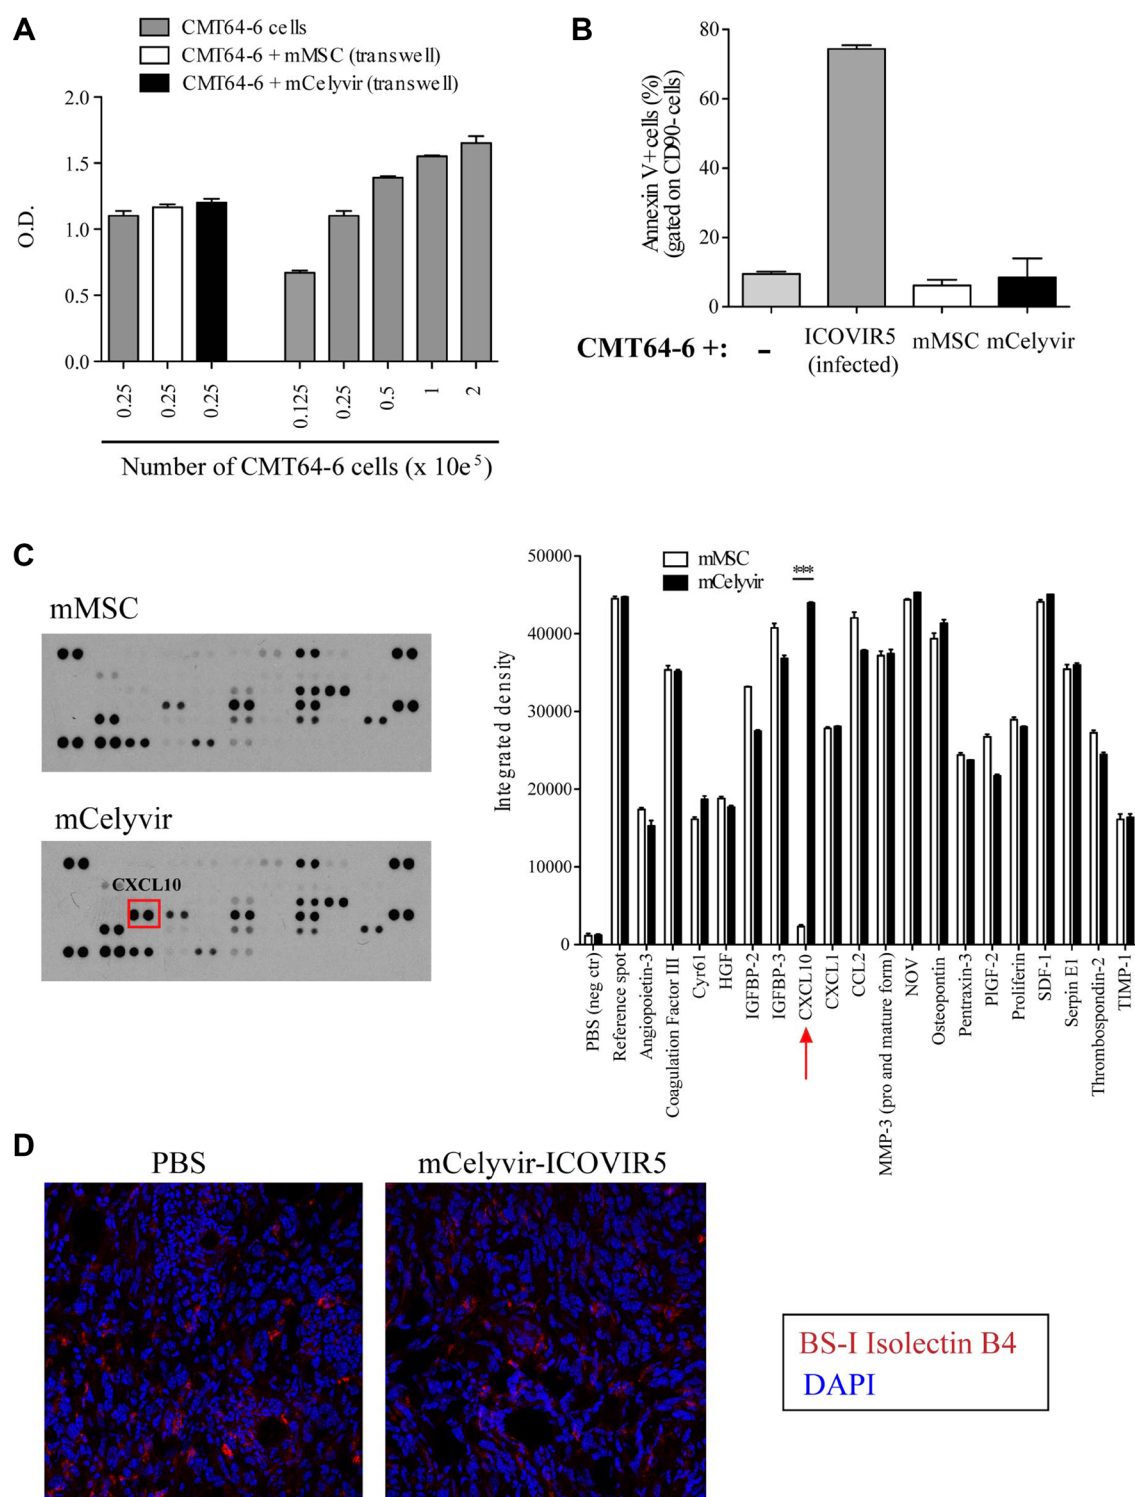 A
CMT64-6 cells
CMT64-6 + mMSC (transwell)
CMT64-6 + mCelyvir (transwell)
2.0
1.5
1.0
0.5
0.0
O.D.
0.25
0.25
0.25
0.125
0.25
0.5
1
2
Number of CMT64-6 cells (x 10e5)
B
Annexin V+ cells (%)
(gated on CD90- cells)
80
60
40
20
0
CMT64-6 +:
-
ICOVIR5
(infected)
mMSC
mCelyvir
C
mMSC
mCelyvir
CXCL10
mMSC
mCelyvir
***
Integrated density
50000
40000
30000
20000
10000
0
PBS (neg ctr)
Reference spot
Angiopoietin-3
Coagulation Factor III
Cyr61
HGF
IGFBP-2
IGFBP-3
CXCL10
CXCL1
CCL2
MMP-3 (pro and mature form)
NOV
Osteopontin
Pentraxin-3
PlGF-2
Proliferin
SDF-1
Serpin E1
Thrombospondin-2
TIMP-1
D
PBS
mCelyvir-ICOVIR5
BS-I Isolectin B4
DAPI